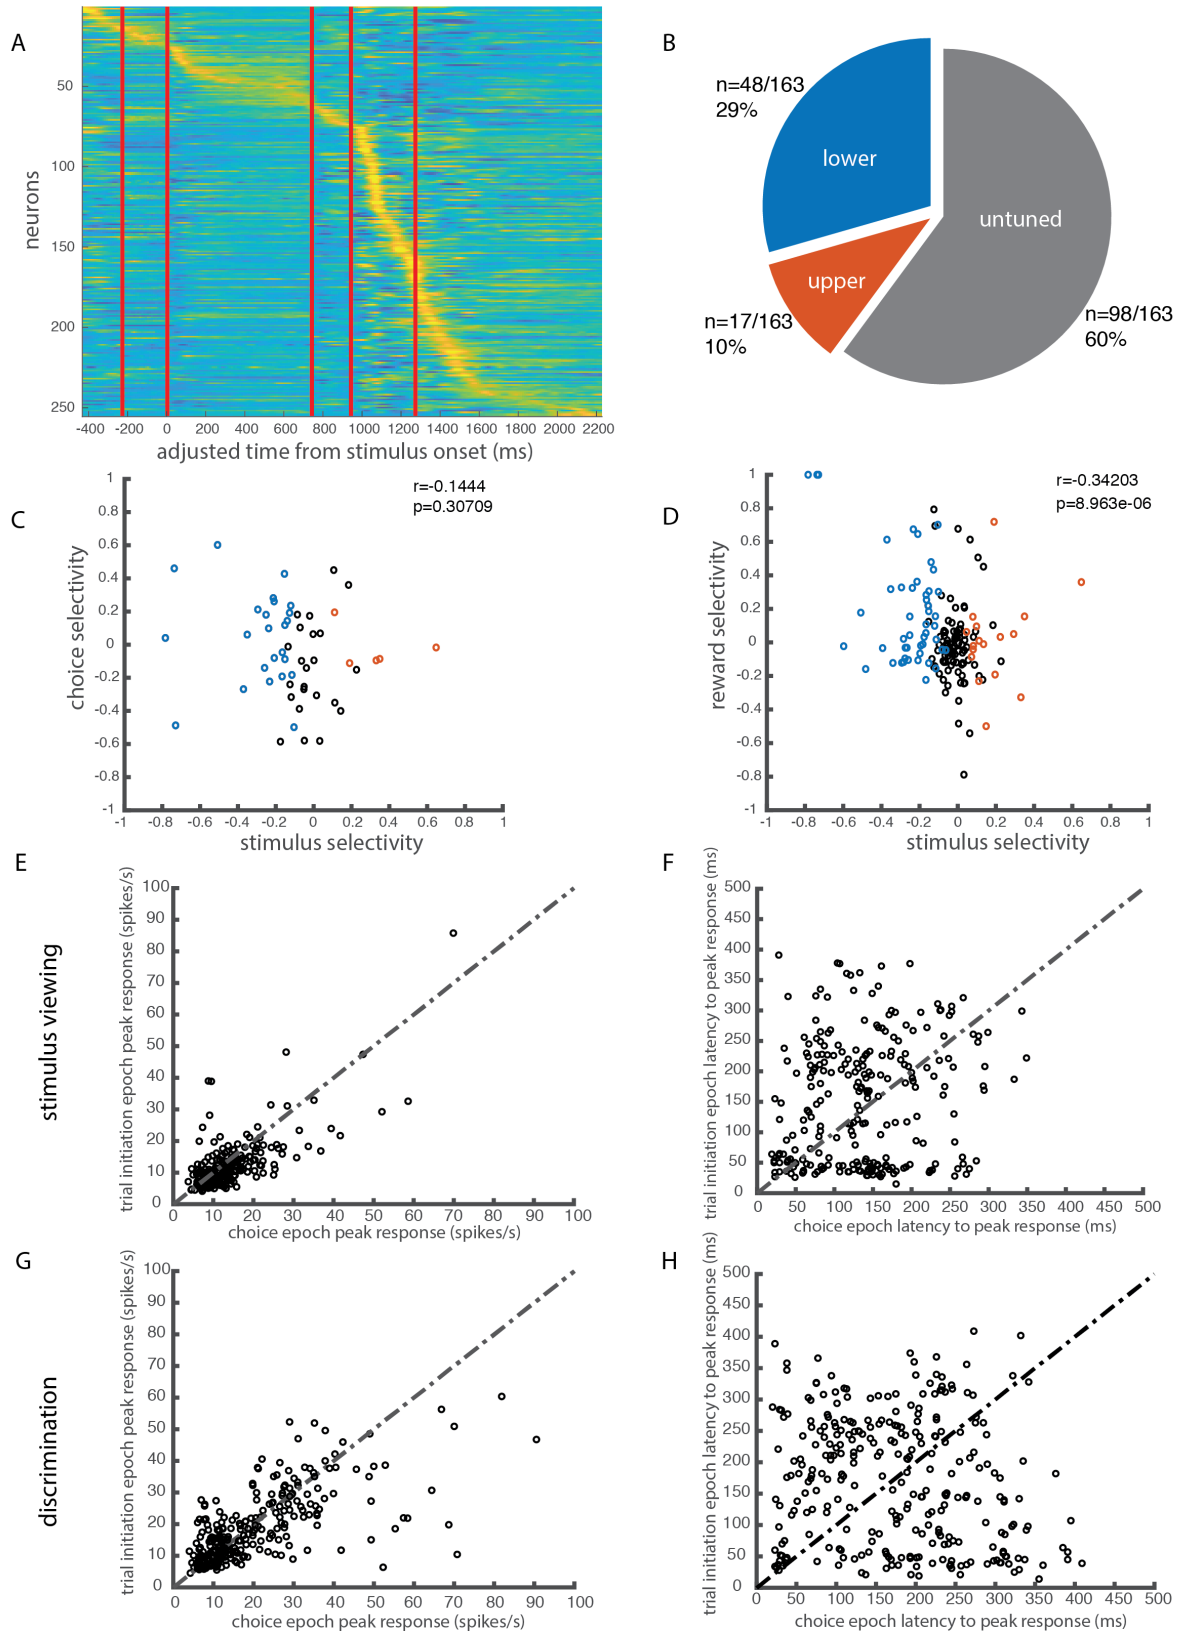 A
50
100
150
200
250
neurons
-400 -200 0 200 400 600 800 1000 1200 1400 1600 1800 2000 2200
adjusted time from stimulus onset (ms)
B
n=48/163
29%
lower
untuned
upper
n=17/163
10%
n=98/163
60%
C
r=-0.1444
p=0.30709
1
0.8
0.6
0.4
0.2
0
-0.2
-0.4
-0.6
-0.8
-1
choice selectivity
-1 -0.8 -0.6 -0.4 -0.2 0 0.2 0.4 0.6 0.8 1
stimulus selectivity
D
r=-0.34203
p=8.963e-06
1
0.8
0.6
0.4
0.2
0
-0.2
-0.4
-0.6
-0.8
-1
reward selectivity
-1 -0.8 -0.6 -0.4 -0.2 0 0.2 0.4 0.6 0.8 1
stimulus selectivity
E
stimulus viewing
trial initiation epoch peak response (spikes/s)
100
90
80
70
60
50
40
30
20
10
0
0 10 20 30 40 50 60 70 80 90 100
choice epoch peak response (spikes/s)
F
trial initiation epoch latency to peak response (ms)
500
450
400
350
300
250
200
150
100
50
0
0 50 100 150 200 250 300 350 400 450 500
choice epoch latency to peak response (ms)
G
discrimination
trial initiation epoch peak response (spikes/s)
100
90
80
70
60
50
40
30
20
10
0
0 10 20 30 40 50 60 70 80 90 100
choice epoch peak response (spikes/s)
H
trial initiation epoch latency to peak response (ms)
500
450
400
350
300
250
200
150
100
50
0
0 50 100 150 200 250 300 350 400 450 500
choice epoch latency to peak response (ms)